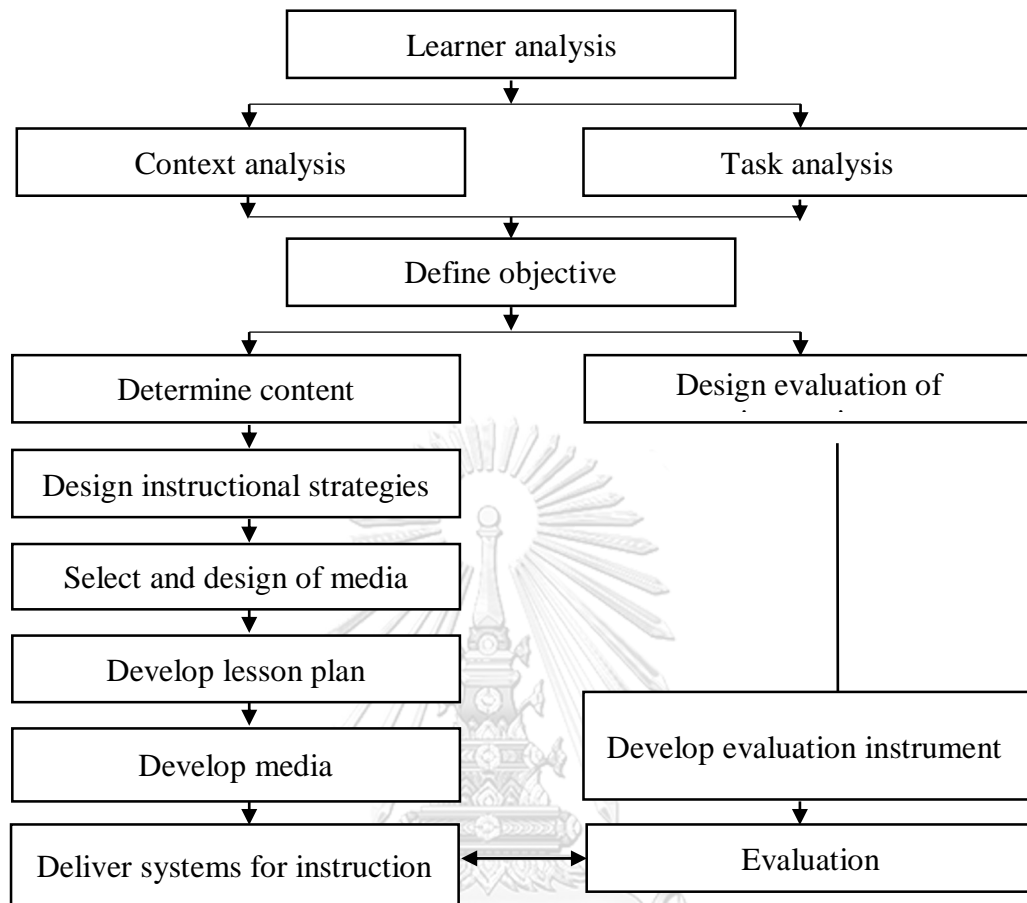 Learner analysis
Context analysis
Task analysis
Define objective
Determine content
Design evaluation of
Design instructional strategies
Select and design of media
Develop lesson plan
Develop media
Develop evaluation instrument
Deliver systems for instruction
Evaluation